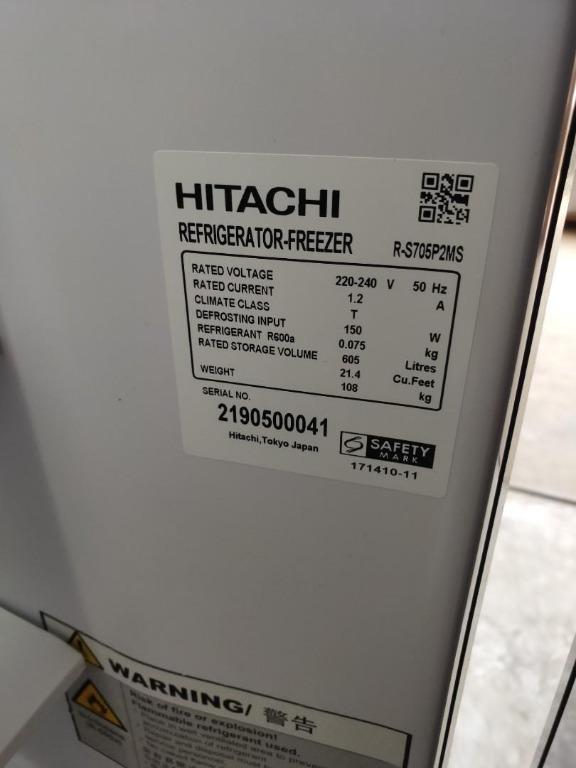 HITACHI
REFRIGERATOR-FREEZER R-S705P2MS
RATED VOLTAGE 220-240 V 50 Hz
RATED CURRENT 1.2 A
CLIMATE CLASS T
DEFROSTING INPUT 150 W
REFRIGERANT R600a 0.075 kg
RATED STORAGE VOLUME 605 Litres
21.4 Cu.Feet
WEIGHT 108 kg
SERIAL NO.
2190500041
Hitachi,Tokyo Japan
SAFETY
MARK
171410-11
WARNING/ 警告
Risk of fire or explosion!
Flammable refrigerant used.